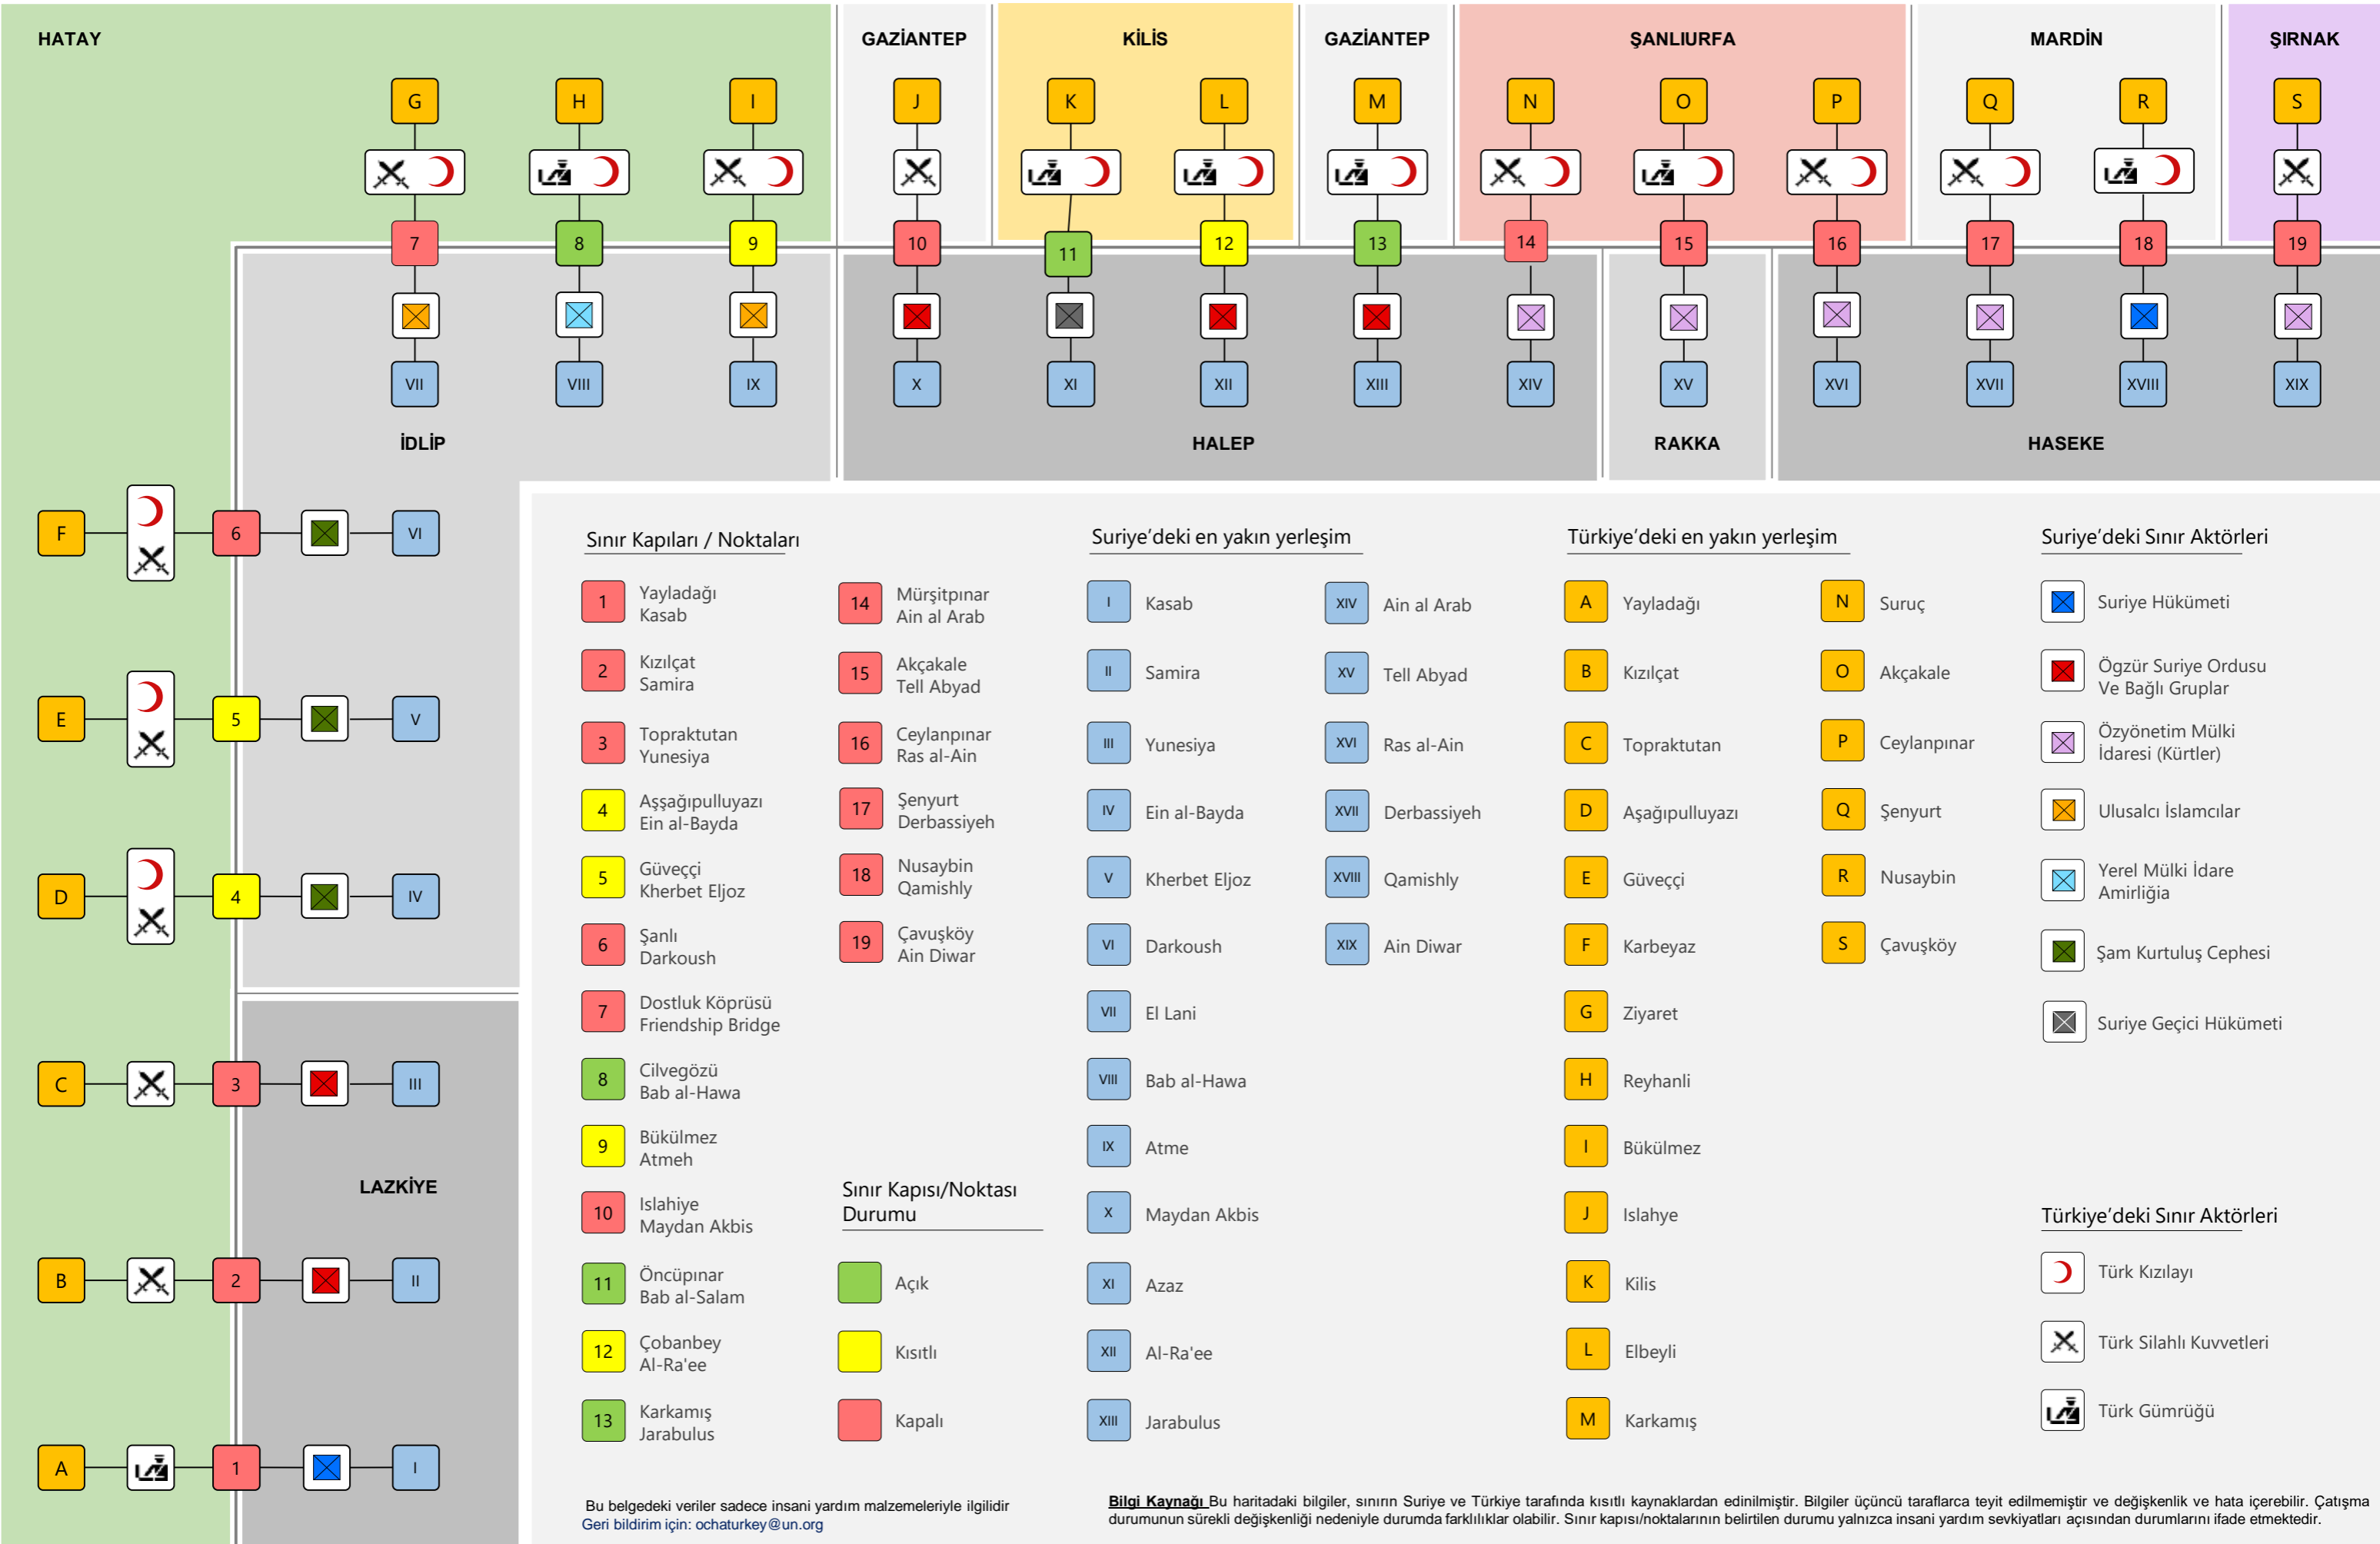 HATAY
GAZİANTEP
KİLİS
GAZİANTEP
ŞANLIURFA
MARDİN
ŞIRNAK
G
H
I
J
K
L
M
N
O
P
Q
R
S
7
8
9
10
11
12
13
14
15
16
17
18
19
VII
VIII
IX
X
XI
XII
XIII
XIV
XV
XVI
XVII
XVIII
XIX
İDLİP
HALEP
RAKKA
HASEKE
F
6
VI
E
5
V
D
4
IV
C
3
III
LAZKİYE
B
2
II
A
1
I
Sınır Kapıları / Noktaları
1
Yayladağı
Kasab
2
Kızılçat
Samira
3
Topraktutan
Yunesiya
4
Aşşağıpulluyazı
Ein al-Bayda
5
Güveççi
Kherbet Eljoz
6
Şanlı
Darkoush
7
Dostluk Köprüsü
Friendship Bridge
8
Cilvegözü
Bab al-Hawa
9
Bükülmez
Atmeh
10
Islahiye
Maydan Akbis
11
Öncüpınar
Bab al-Salam
12
Çobanbey
Al-Ra'ee
13
Karkamış
Jarabulus
14
Mürşitpınar
Ain al Arab
15
Akçakale
Tell Abyad
16
Ceylanpınar
Ras al-Ain
17
Şenyurt
Derbassiyeh
18
Nusaybin
Qamishly
19
Çavuşköy
Ain Diwar
Sınır Kapısı/Noktası
Durumu
Açık
Kısıtlı
Kapalı
Suriye'deki en yakın yerleşim
I
Kasab
II
Samira
III
Yunesiya
IV
Ein al-Bayda
V
Kherbet Eljoz
VI
Darkoush
VII
El Lani
VIII
Bab al-Hawa
IX
Atme
X
Maydan Akbis
XI
Azaz
XII
Al-Ra'ee
XIII
Jarabulus
XIV
Ain al Arab
XV
Tell Abyad
XVI
Ras al-Ain
XVII
Derbassiyeh
XVIII
Qamishly
XIX
Ain Diwar
Türkiye'deki en yakın yerleşim
A
Yayladağı
B
Kızılçat
C
Topraktutan
D
Aşağıpulluyazı
E
Güveççi
F
Karbeyaz
G
Ziyaret
H
Reyhanli
I
Bükülmez
J
Islahye
K
Kilis
L
Elbeyli
M
Karkamış
N
Suruç
O
Akçakale
P
Ceylanpınar
Q
Şenyurt
R
Nusaybin
S
Çavuşköy
Suriye'deki Sınır Aktörleri
Suriye Hükümeti
Ögzür Suriye Ordusu
Ve Bağlı Gruplar
Özyönetim Mülki
İdaresi (Kürtler)
Ulusalcı İslamcılar
Yerel Mülki İdare
Amirliğia
Şam Kurtuluş Cephesi
Suriye Geçici Hükümeti
Türkiye'deki Sınır Aktörleri
Türk Kızılayı
Türk Silahlı Kuvvetleri
Türk Gümrüğü
Bu belgedeki veriler sadece insani yardım malzemeleriyle ilgilidir
Geri bildirim için: ochaturkey@un.org
Bilgi Kaynağı Bu haritadaki bilgiler, sınırın Suriye ve Türkiye tarafında kısıtlı kaynaklardan edinilmiştir. Bilgiler üçüncü taraflarca teyit edilmemiştir ve değişkenlik ve hata içerebilir. Çatışma
durumunun sürekli değişkenliği nedeniyle durumda farklılıklar olabilir. Sınır kapısı/noktalarının belirtilen durumu yalnızca insani yardım sevkiyatları açısından durumlarını ifade etmektedir.